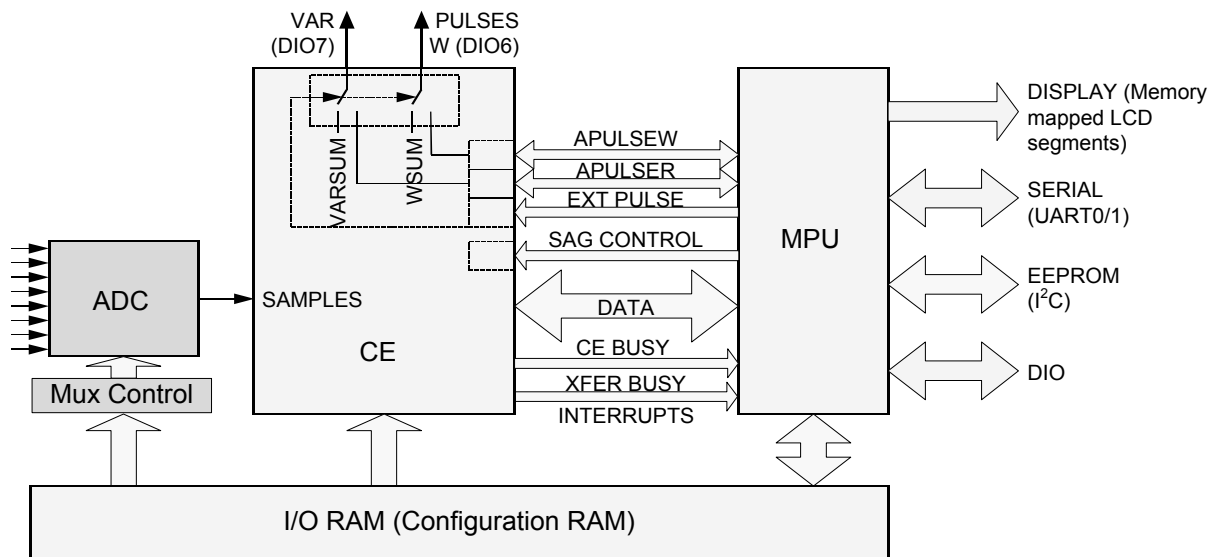 VAR
(DIO7)
PULSES
W (DIO6)
VARSUM
WSUM
APULSEW
APULSER
EXT PULSE
SAG CONTROL
DATA
CE BUSY
XFER BUSY
INTERRUPTS
SAMPLES
CE
ADC
Mux Control
MPU
DISPLAY (Memory
mapped LCD
segments)
SERIAL
(UART0/1)
EEPROM
(I²C)
DIO
I/O RAM (Configuration RAM)